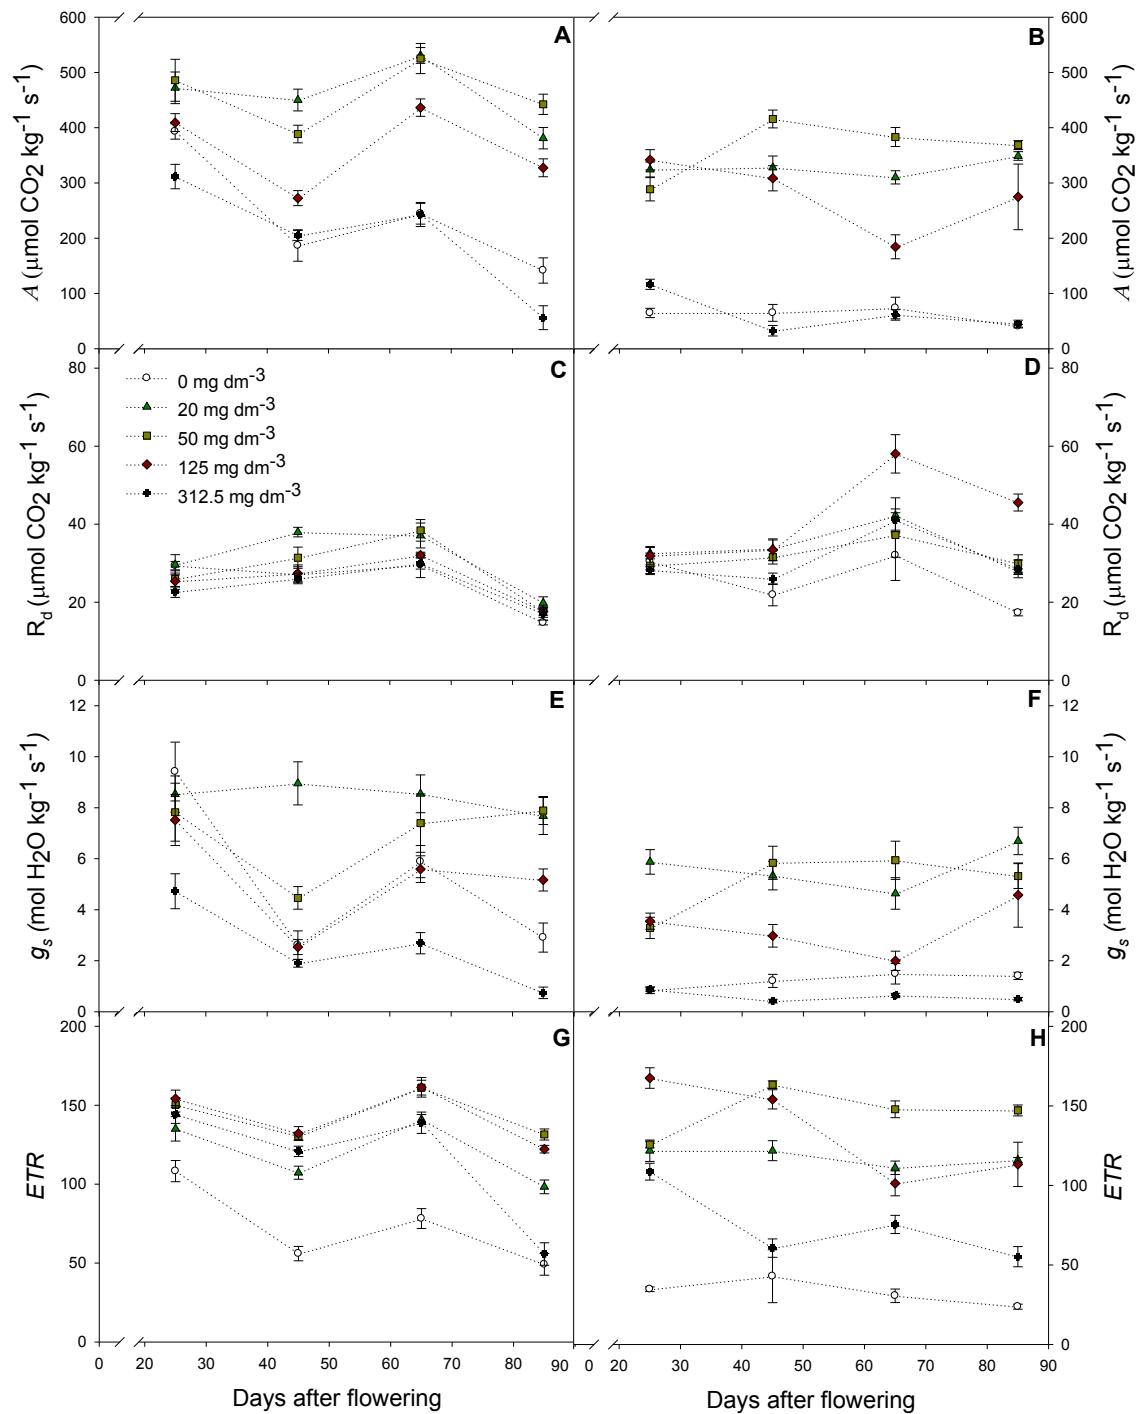 600
500
400
300
200
100
0
A (µmol CO2 kg-1 s-1)
A
B
600
500
400
300
200
100
0
A (µmol CO2 kg-1 s-1)
80
60
40
20
0
Rd (µmol CO2 kg-1 s-1)
C
0 mg dm-3
20 mg dm-3
50 mg dm-3
125 mg dm-3
312.5 mg dm-3
D
80
60
40
20
0
Rd (µmol CO2 kg-1 s-1)
12
10
8
6
4
2
0
gs (mol H2O kg-1 s-1)
E
F
12
10
8
6
4
2
0
gs (mol H2O kg-1 s-1)
200
150
100
50
0
ETR
G
H
200
150
100
50
0
ETR
0 20 30 40 50 60 70 80 90
0 20 30 40 50 60 70 80 90
Days after flowering
Days after flowering